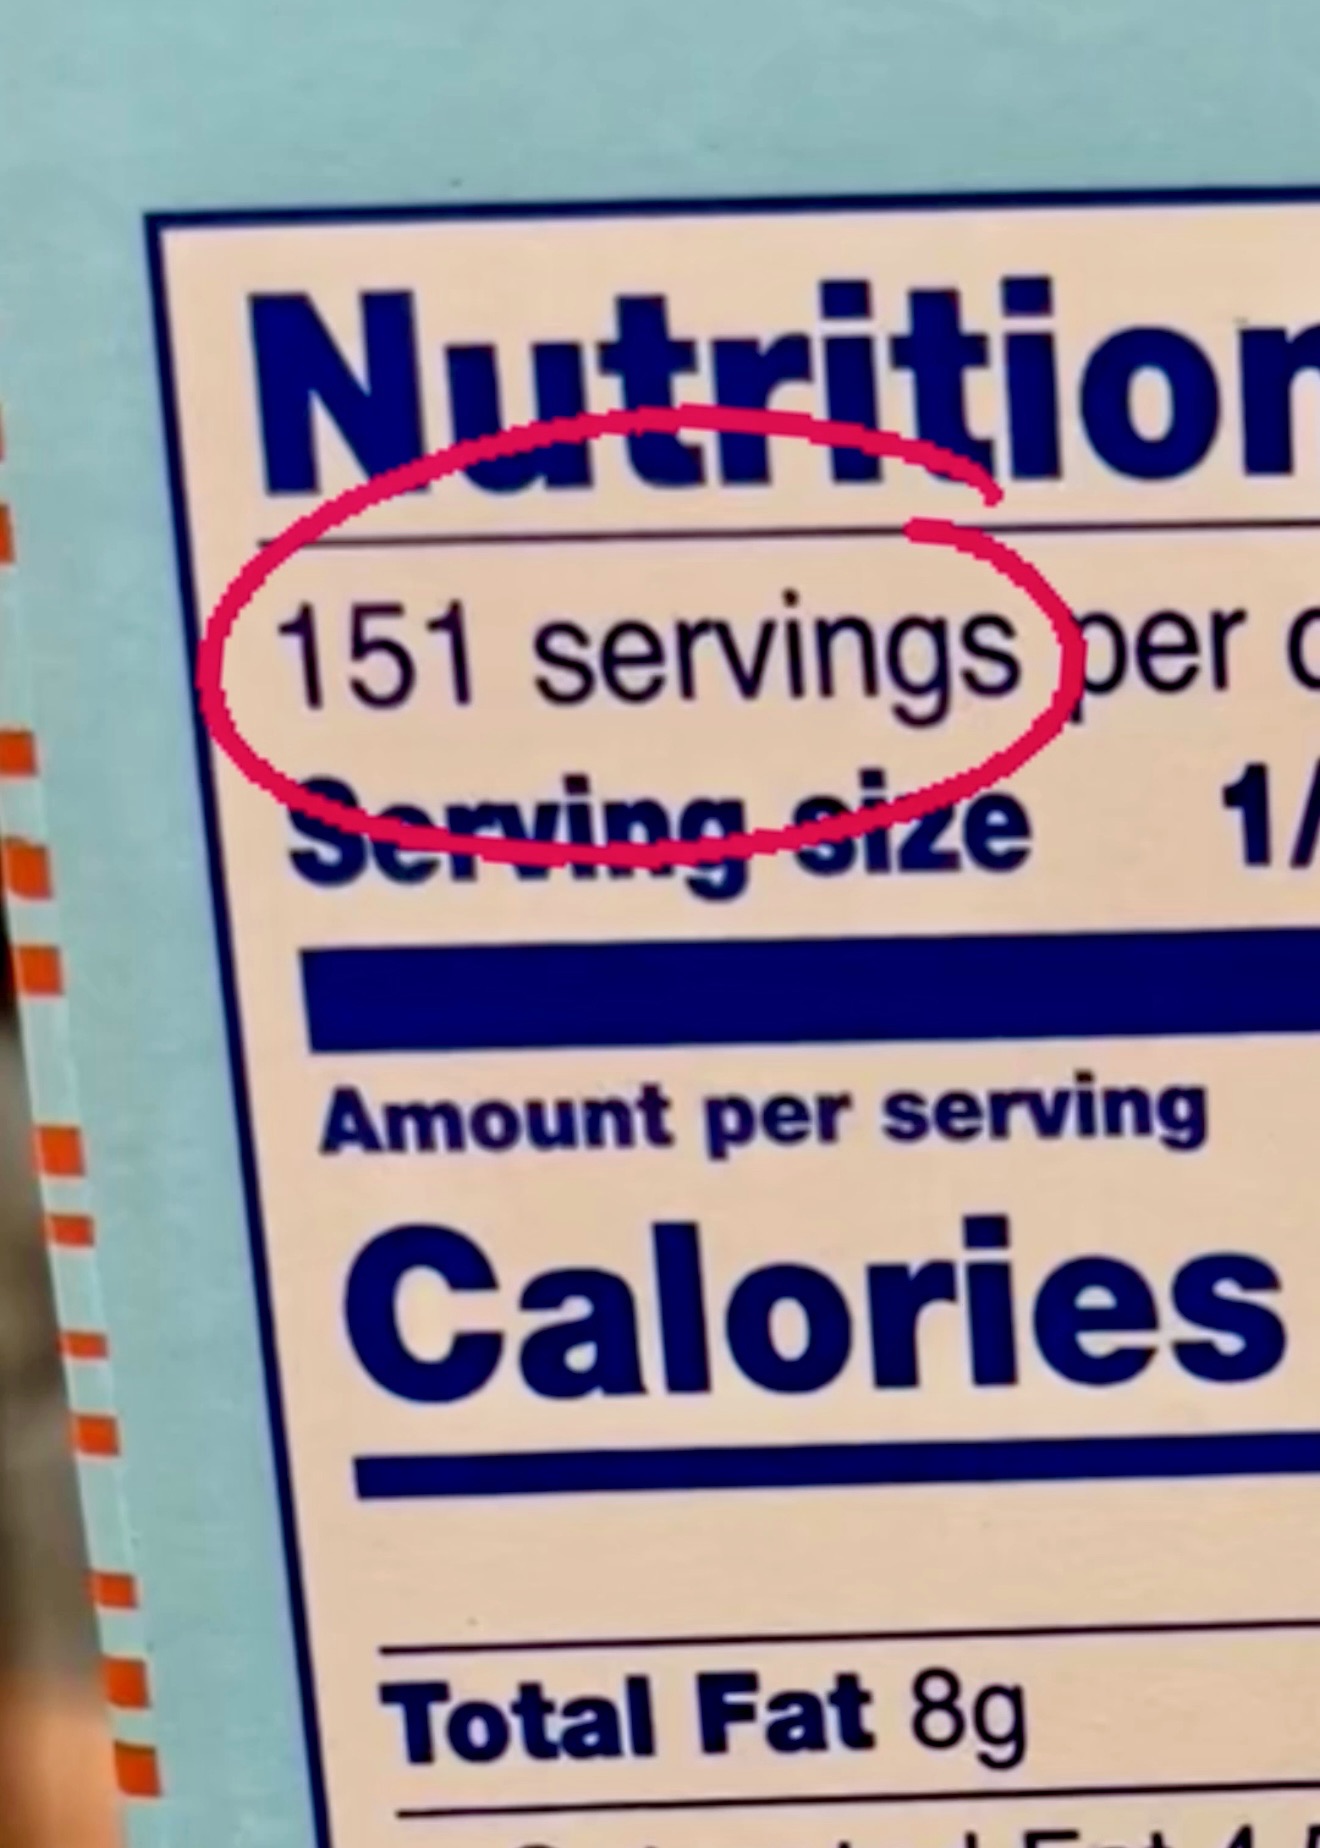 Nutrition
151 servings per
Serving size 1/
Amount per serving
Calories
Total Fat 8g